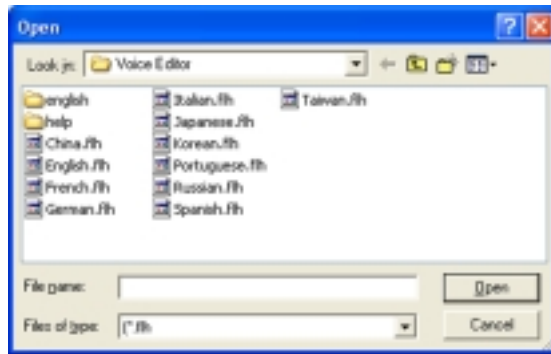 Open
Look in: Voice Editor
english
help
China.flh
English.flh
French.flh
German.flh
Italian.flh
Japanese.flh
Korean.flh
Portuguese.flh
Russian.flh
Spanish.flh
Taiwan.flh
File name:
Open
Files of type: (*.flh
Cancel